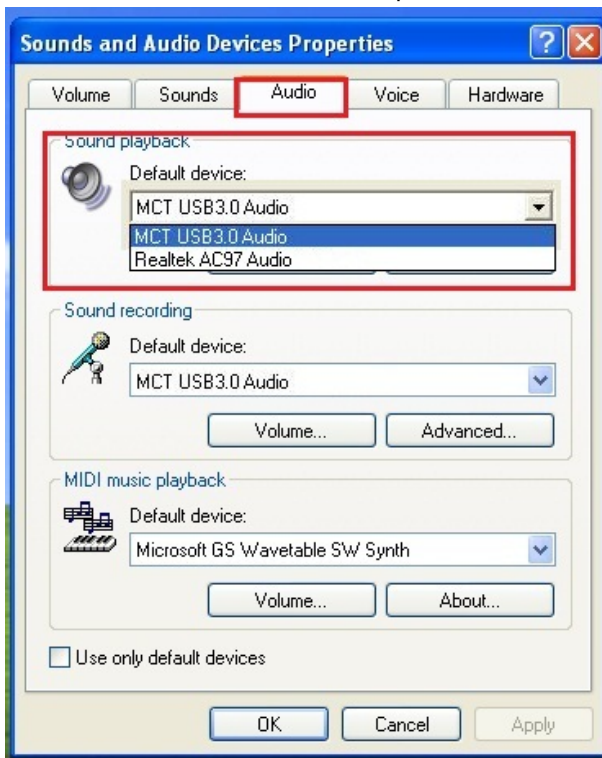 Sounds and Audio Devices Properties
Volume Sounds Audio Voice Hardware
Sound playback
Default device:
MCT USB3.0 Audio
MCT USB3.0 Audio
Realtek AC97 Audio
Sound recording
Default device:
MCT USB3.0 Audio
Volume... Advanced...
MIDI music playback
Default device:
Microsoft GS Wavetable SW Synth
Volume... About...
Use only default devices
OK Cancel Apply